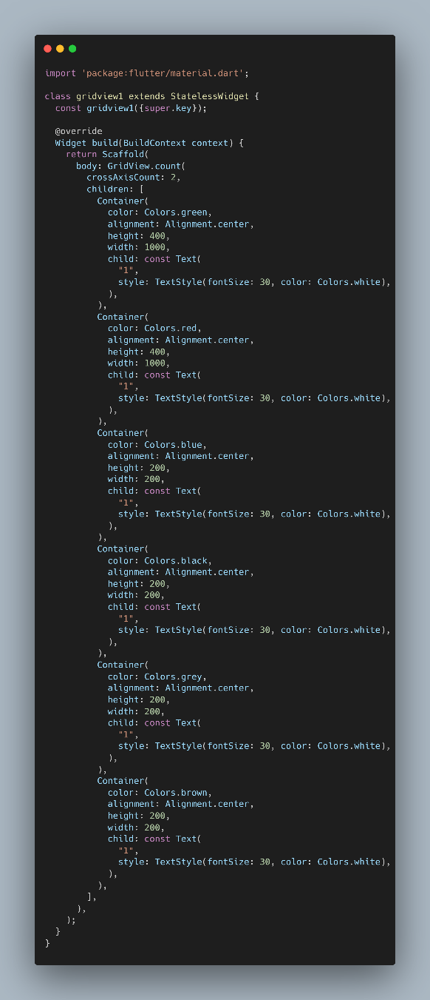 import 'package:flutter/material.dart';

class gridview1 extends StatelessWidget {
  const gridview1({super.key});

  @override
  Widget build(BuildContext context) {
    return Scaffold(
      body: GridView.count(
        crossAxisCount: 2,
        children: [
          Container(
            color: Colors.green,
            alignment: Alignment.center,
            height: 400,
            width: 1000,
            child: const Text(
              "1",
              style: TextStyle(fontSize: 30, color: Colors.white),
            ),
          ),
          Container(
            color: Colors.red,
            alignment: Alignment.center,
            height: 400,
            width: 1000,
            child: const Text(
              "1",
              style: TextStyle(fontSize: 30, color: Colors.white),
            ),
          ),
          Container(
            color: Colors.blue,
            alignment: Alignment.center,
            height: 200,
            width: 200,
            child: const Text(
              "1",
              style: TextStyle(fontSize: 30, color: Colors.white),
            ),
          ),
          Container(
            color: Colors.black,
            alignment: Alignment.center,
            height: 200,
            width: 200,
            child: const Text(
              "1",
              style: TextStyle(fontSize: 30, color: Colors.white),
            ),
          ),
          Container(
            color: Colors.grey,
            alignment: Alignment.center,
            height: 200,
            width: 200,
            child: const Text(
              "1",
              style: TextStyle(fontSize: 30, color: Colors.white),
            ),
          ),
          Container(
            color: Colors.brown,
            alignment: Alignment.center,
            height: 200,
            width: 200,
            child: const Text(
              "1",
              style: TextStyle(fontSize: 30, color: Colors.white),
            ),
          ),
        ],
      ),
    );
  }
}